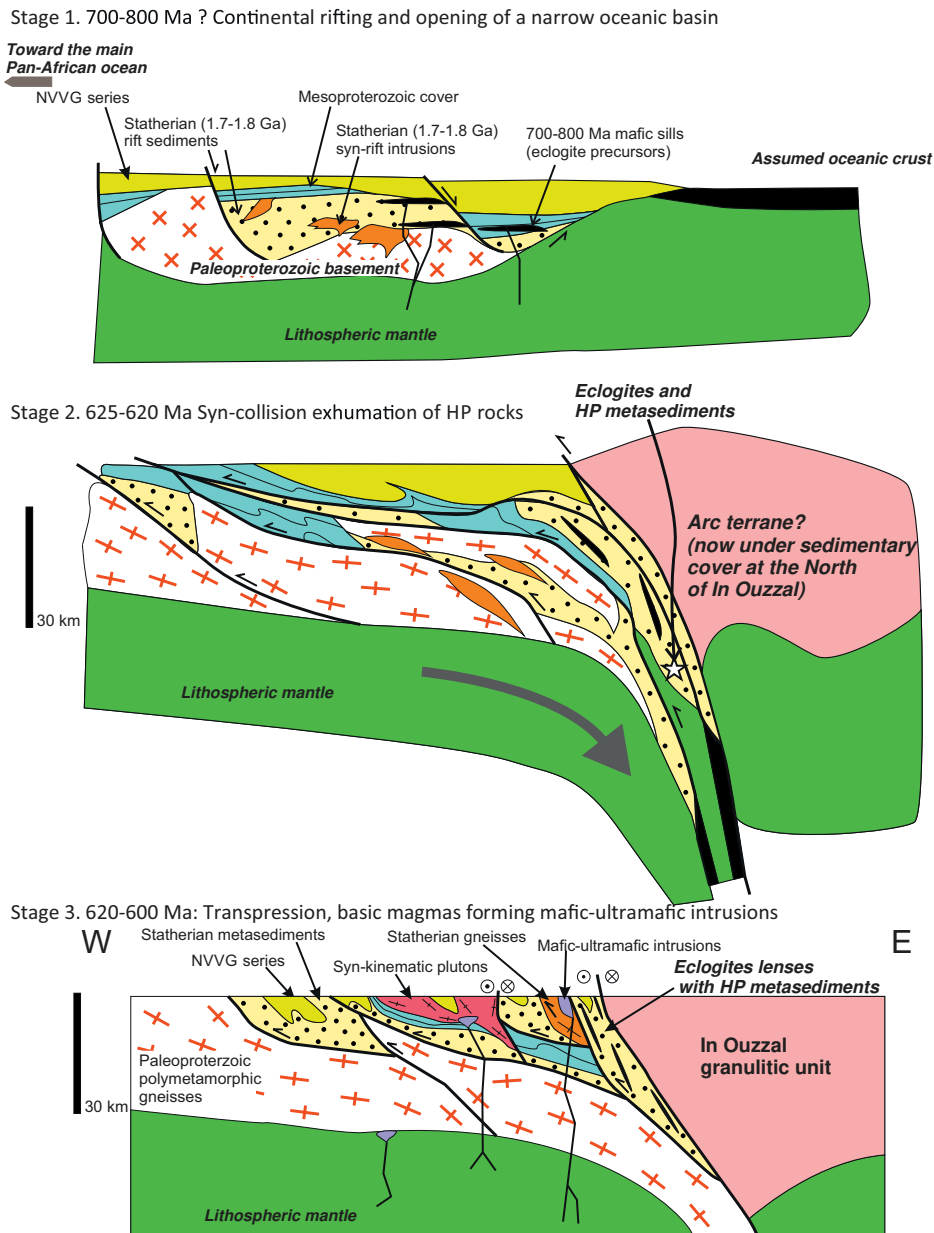 Stage 1. 700-800 Ma ? Continental rifting and opening of a narrow oceanic basin
Toward the main
Pan-African ocean
NVVG series
Statherian (1.7-1.8 Ga)
rift sediments
Mesoproterozoic cover
Statherian (1.7-1.8 Ga)
syn-rift intrusions
700-800 Ma mafic sills
(eclogite precursors)
Assumed oceanic crust
Paleoproterozoic basement
Lithospheric mantle
Stage 2. 625-620 Ma Syn-collision exhumation of HP rocks
Eclogites and
HP metasediments
Arc terrane?
(now under sedimentary
cover at the North
of In Ouzzal)
30 km
Lithospheric mantle
Stage 3. 620-600 Ma: Transpression, basic magmas forming mafic-ultramafic intrusions
W
E
Statherian metasediments
NVVG series
Syn-kinematic plutons
Statherian gneisses
Mafic-ultramafic intrusions
Eclogites lenses
with HP metasediments
In Ouzzal
granulitic unit
Paleoproterzoic
polymetamorphic
gneisses
30 km
Lithospheric mantle